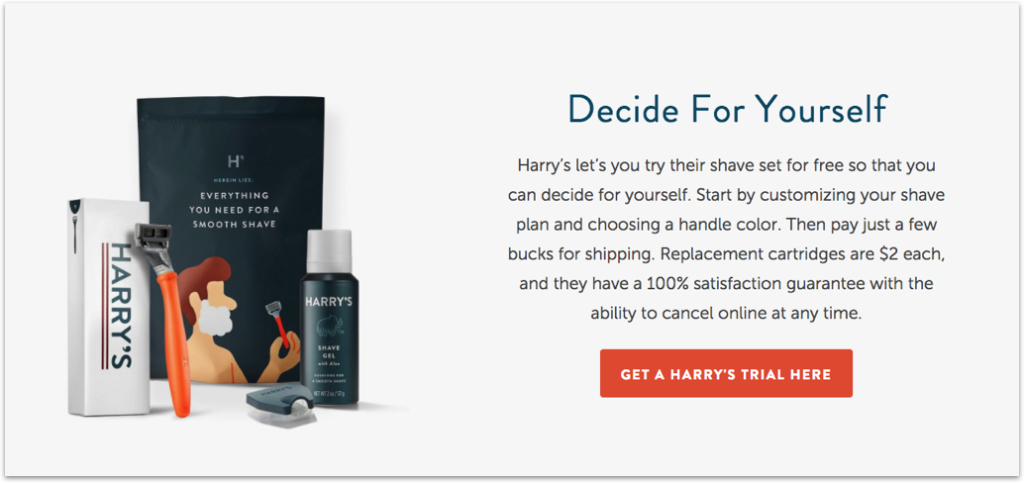 H'S
HEREIN LIES:
EVERYTHING
YOU NEED FOR A
SMOOTH SHAVE
HARRY'S
HARRY'S
SHAVE
GEL
with Aloe
NET WT 2 oz / 57 g
HARRY'S
Decide For Yourself
Harry's let's you try their shave set for free so that you
can decide for yourself. Start by customizing your shave
plan and choosing a handle color. Then pay just a few
bucks for shipping. Replacement cartridges are $2 each,
and they have a 100% satisfaction guarantee with the
ability to cancel online at any time.
GET A HARRY'S TRIAL HERE